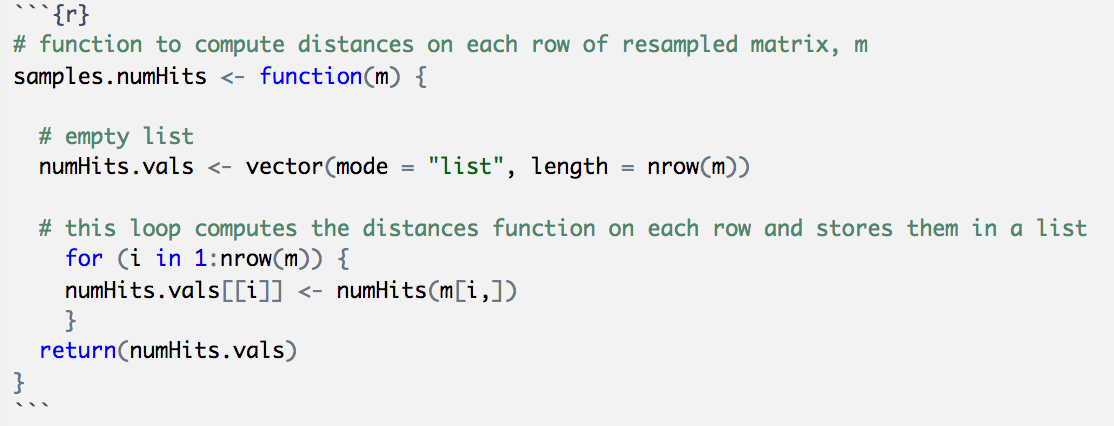 ```{r}
# function to compute distances on each row of resampled matrix, m
samples.numHits <- function(m) {
# empty list
numHits.vals <- vector(mode = "list", length = nrow(m))
# this loop computes the distances function on each row and stores them in a list
for (i in 1:nrow(m)) {
numHits.vals[[i]] <- numHits(m[i,])
}
return(numHits.vals)
}
```